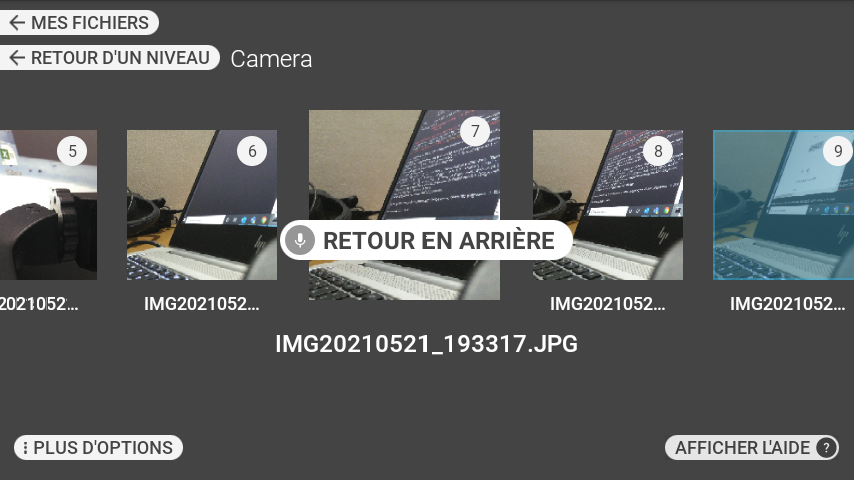 MES FICHIERS
RETOUR D'UN NIVEAU Camera
5 6 7 8 9
RETOUR EN ARRIÈRE
2021052... IMG2021052... IMG2021052... IMG2021052...
IMG20210521_193317.JPG
PLUS D'OPTIONS AFFICHER L'AIDE ?